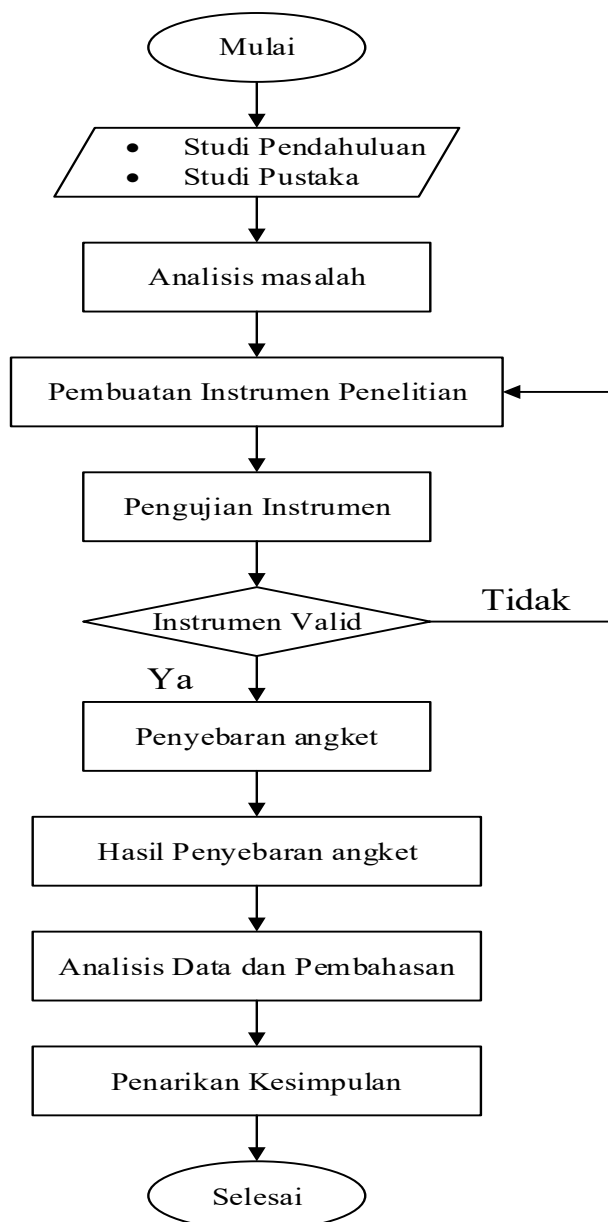 Mulai
• Studi Pendahuluan
• Studi Pustaka
Analisis masalah
Pembuatan Instrumen Penelitian
Pengujian Instrumen
Instrumen Valid
Tidak
Ya
Penyebaran angket
Hasil Penyebaran angket
Analisis Data dan Pembahasan
Penarikan Kesimpulan
Selesai